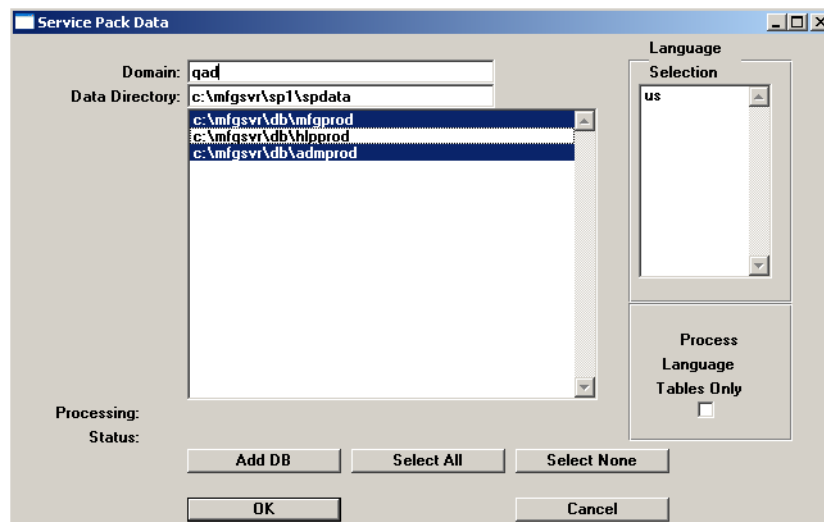 Service Pack Data
Language
Domain: qad
Selection
Data Directory: c:\mfgsvr\sp1\spdata
us
c:\mfgsvr\db\mfgprod
c:\mfgsvr\db\hlpprod
c:\mfgsvr\db\admprod
Process
Language
Tables Only
Processing:
Status:
Add DB Select All Select None
OK Cancel